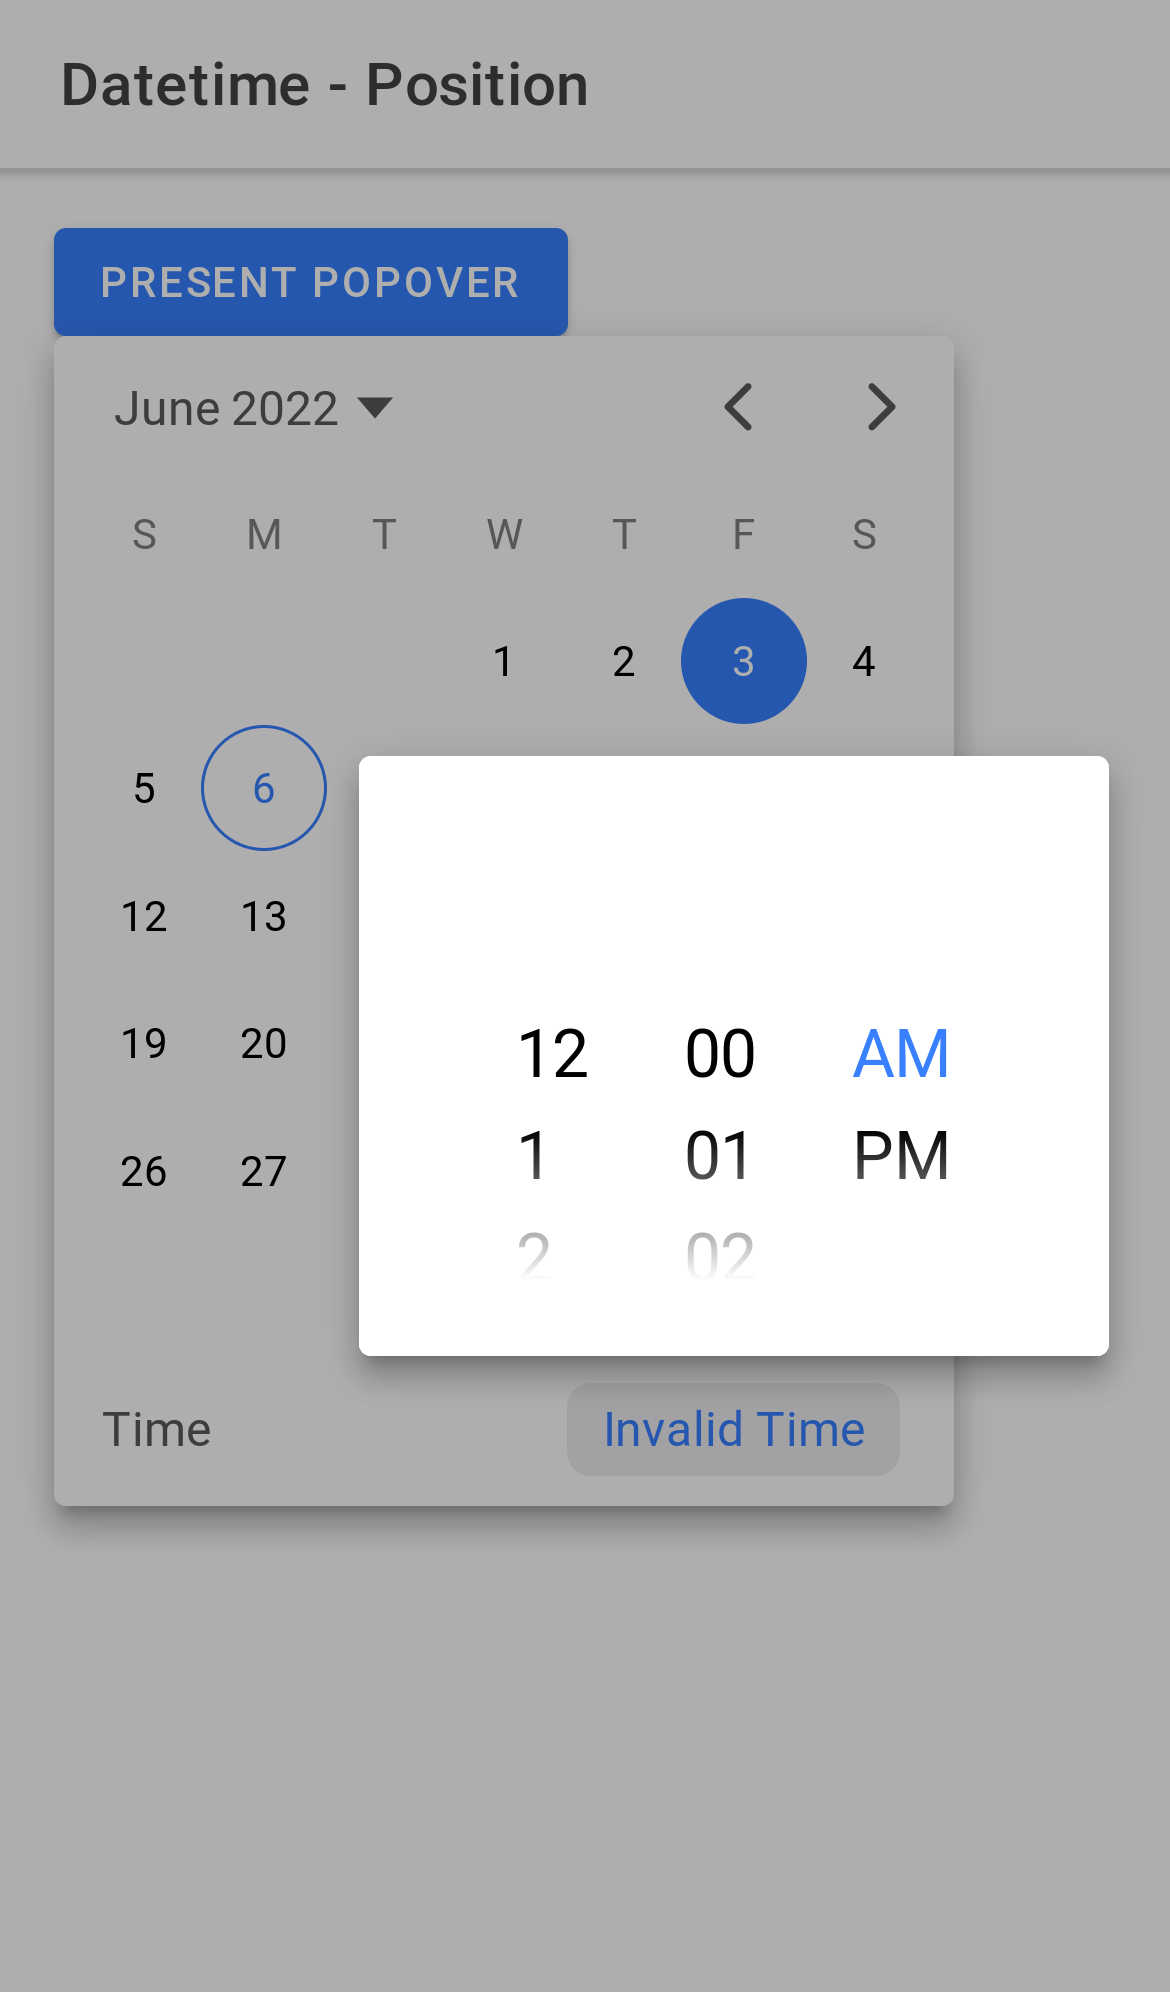 Datetime - Position
PRESENT POPOVER
June 2022
S M T W T F S
1 2 3 4
5 6
12 13
19 20
12 00 AM
1 01 PM
26 27
2 02
Time Invalid Time